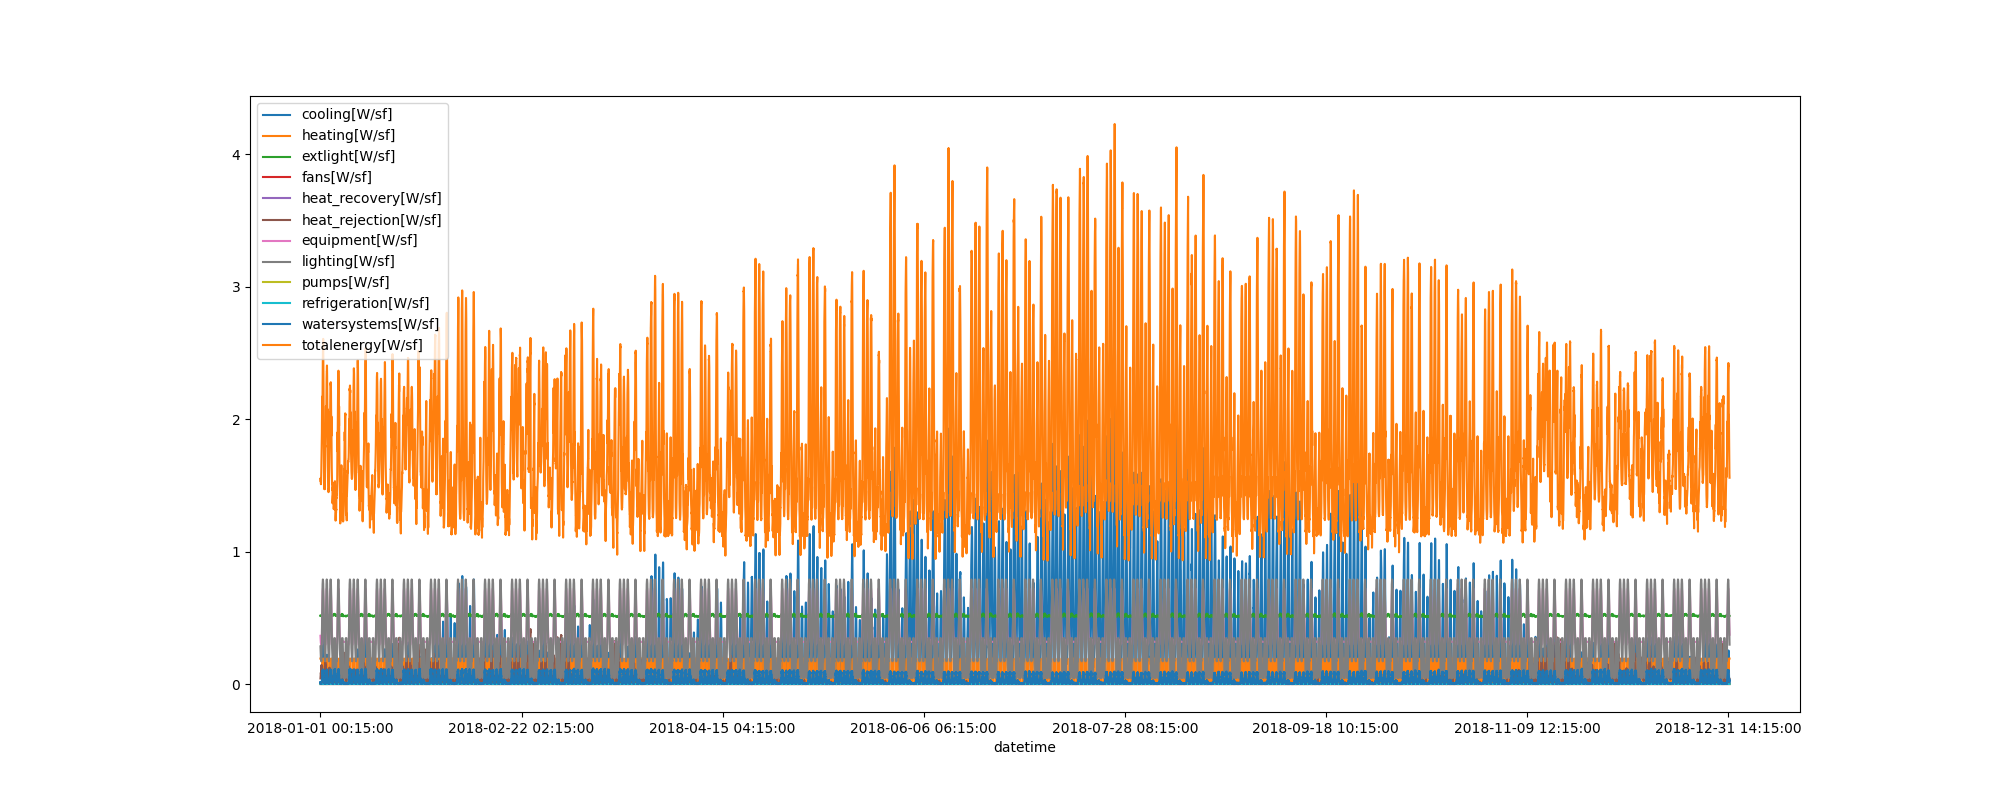 cooling[W/sf]
heating[W/sf]
extlight[W/sf]
fans[W/sf]
heat_recovery[W/sf]
heat_rejection[W/sf]
equipment[W/sf]
lighting[W/sf]
pumps[W/sf]
refrigeration[W/sf]
watersystems[W/sf]
totalenergy[W/sf]
4
3
2
1
0
2018-01-01 00:15:00 2018-02-22 02:15:00 2018-04-15 04:15:00 2018-06-06 06:15:00 2018-07-28 08:15:00 2018-09-18 10:15:00 2018-11-09 12:15:00 2018-12-31 14:15:00
datetime